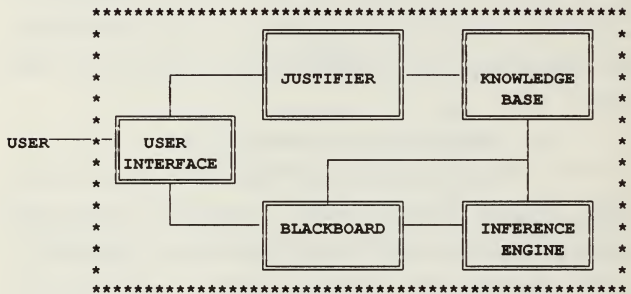 JUSTIFIER
KNOWLEDGE
BASE
USER
USER
INTERFACE
BLACKBOARD
INFERENCE
ENGINE